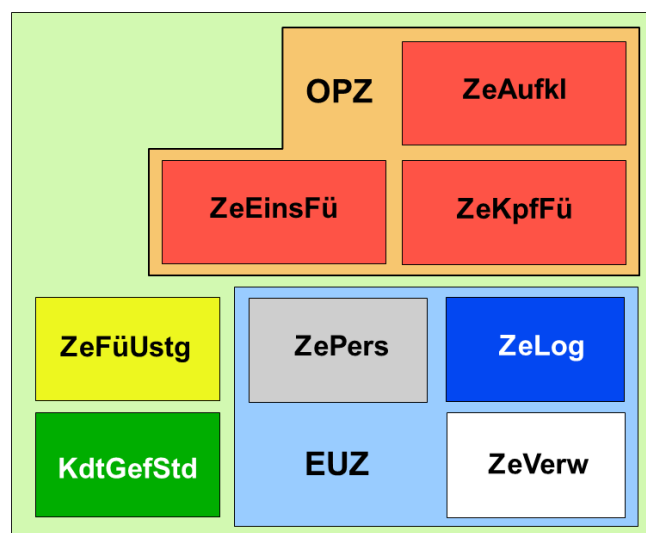 OPZ
ZeAufkl
ZeEinsFü
ZeKpfFü
ZeFüUstg
ZePers
ZeLog
KdtGefStd
EUZ
ZeVerw